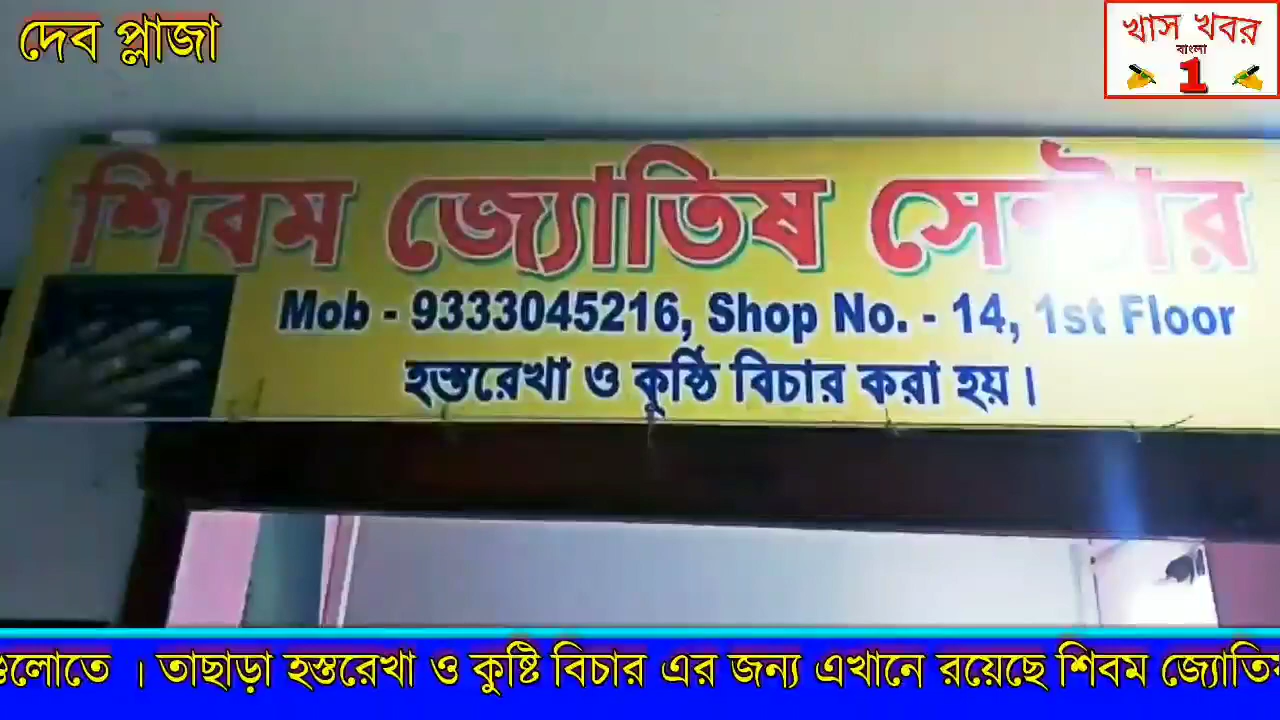 দেব প্লাজা
খাস খবর
বাংলা
1
শিবম জ্যোতিষ সেন্টার
Mob - 9333045216, Shop No. - 14, 1st Floor
হস্তরেখা ও কুষ্ঠি বিচার করা হয়।
গুলোতে । তাছাড়া হস্তরেখা ও কুষ্টি বিচার এর জন্য এখানে রয়েছে শিবম জ্যোতিষ